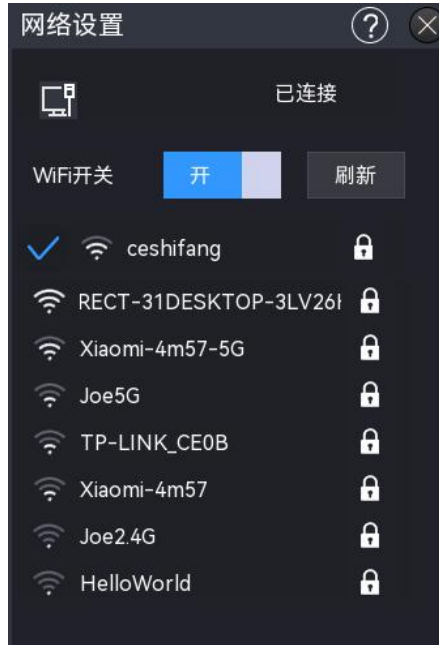 网络设置 ?
已连接
WiFi开关 开 刷新
ceshifang
RECT-31DESKTOP-3LV26
Xiaomi-4m57-5G
Joe5G
TP-LINK_CE0B
Xiaomi-4m57
Joe2.4G
HelloWorld